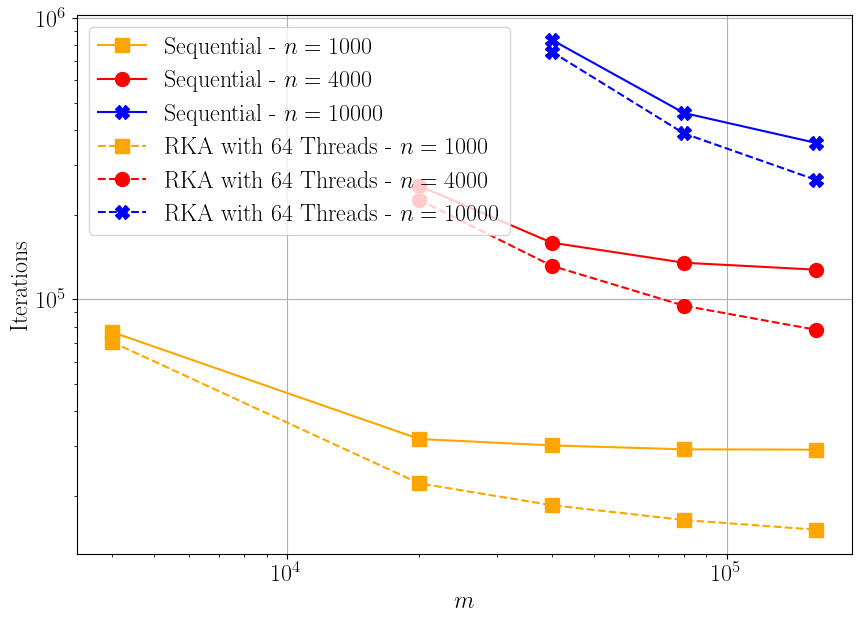 10^6
Sequential - n = 1000
Sequential - n = 4000
Sequential - n = 10000
RKA with 64 Threads - n = 1000
RKA with 64 Threads - n = 4000
RKA with 64 Threads - n = 10000
Iterations
10^5
10^4
10^5
m